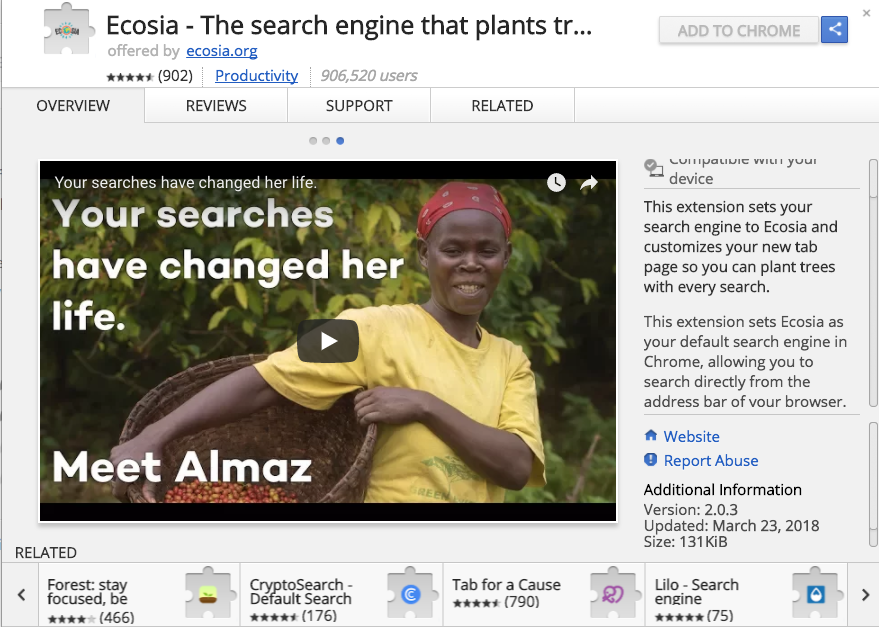 Ecosia - The search engine that plants tr...
ADD TO CHROME
offered by ecosia.org
(902) Productivity 906,520 users
OVERVIEW REVIEWS SUPPORT RELATED
Your searches have changed her life.
Your searches
have changed her
life.
Meet Almaz
Compatible with your
device
This extension sets your
search engine to Ecosia and
customizes your new tab
page so you can plant trees
with every search.
This extension sets Ecosia as
your default search engine in
Chrome, allowing you to
search directly from the
address bar of your browser.
Website
Report Abuse
Additional Information
Version: 2.0.3
Updated: March 23, 2018
Size: 131KiB
RELATED
Forest: stay
focused, be
(466)
CryptoSearch -
Default Search
(176)
Tab for a Cause
(790)
Lilo - Search
engine
(75)